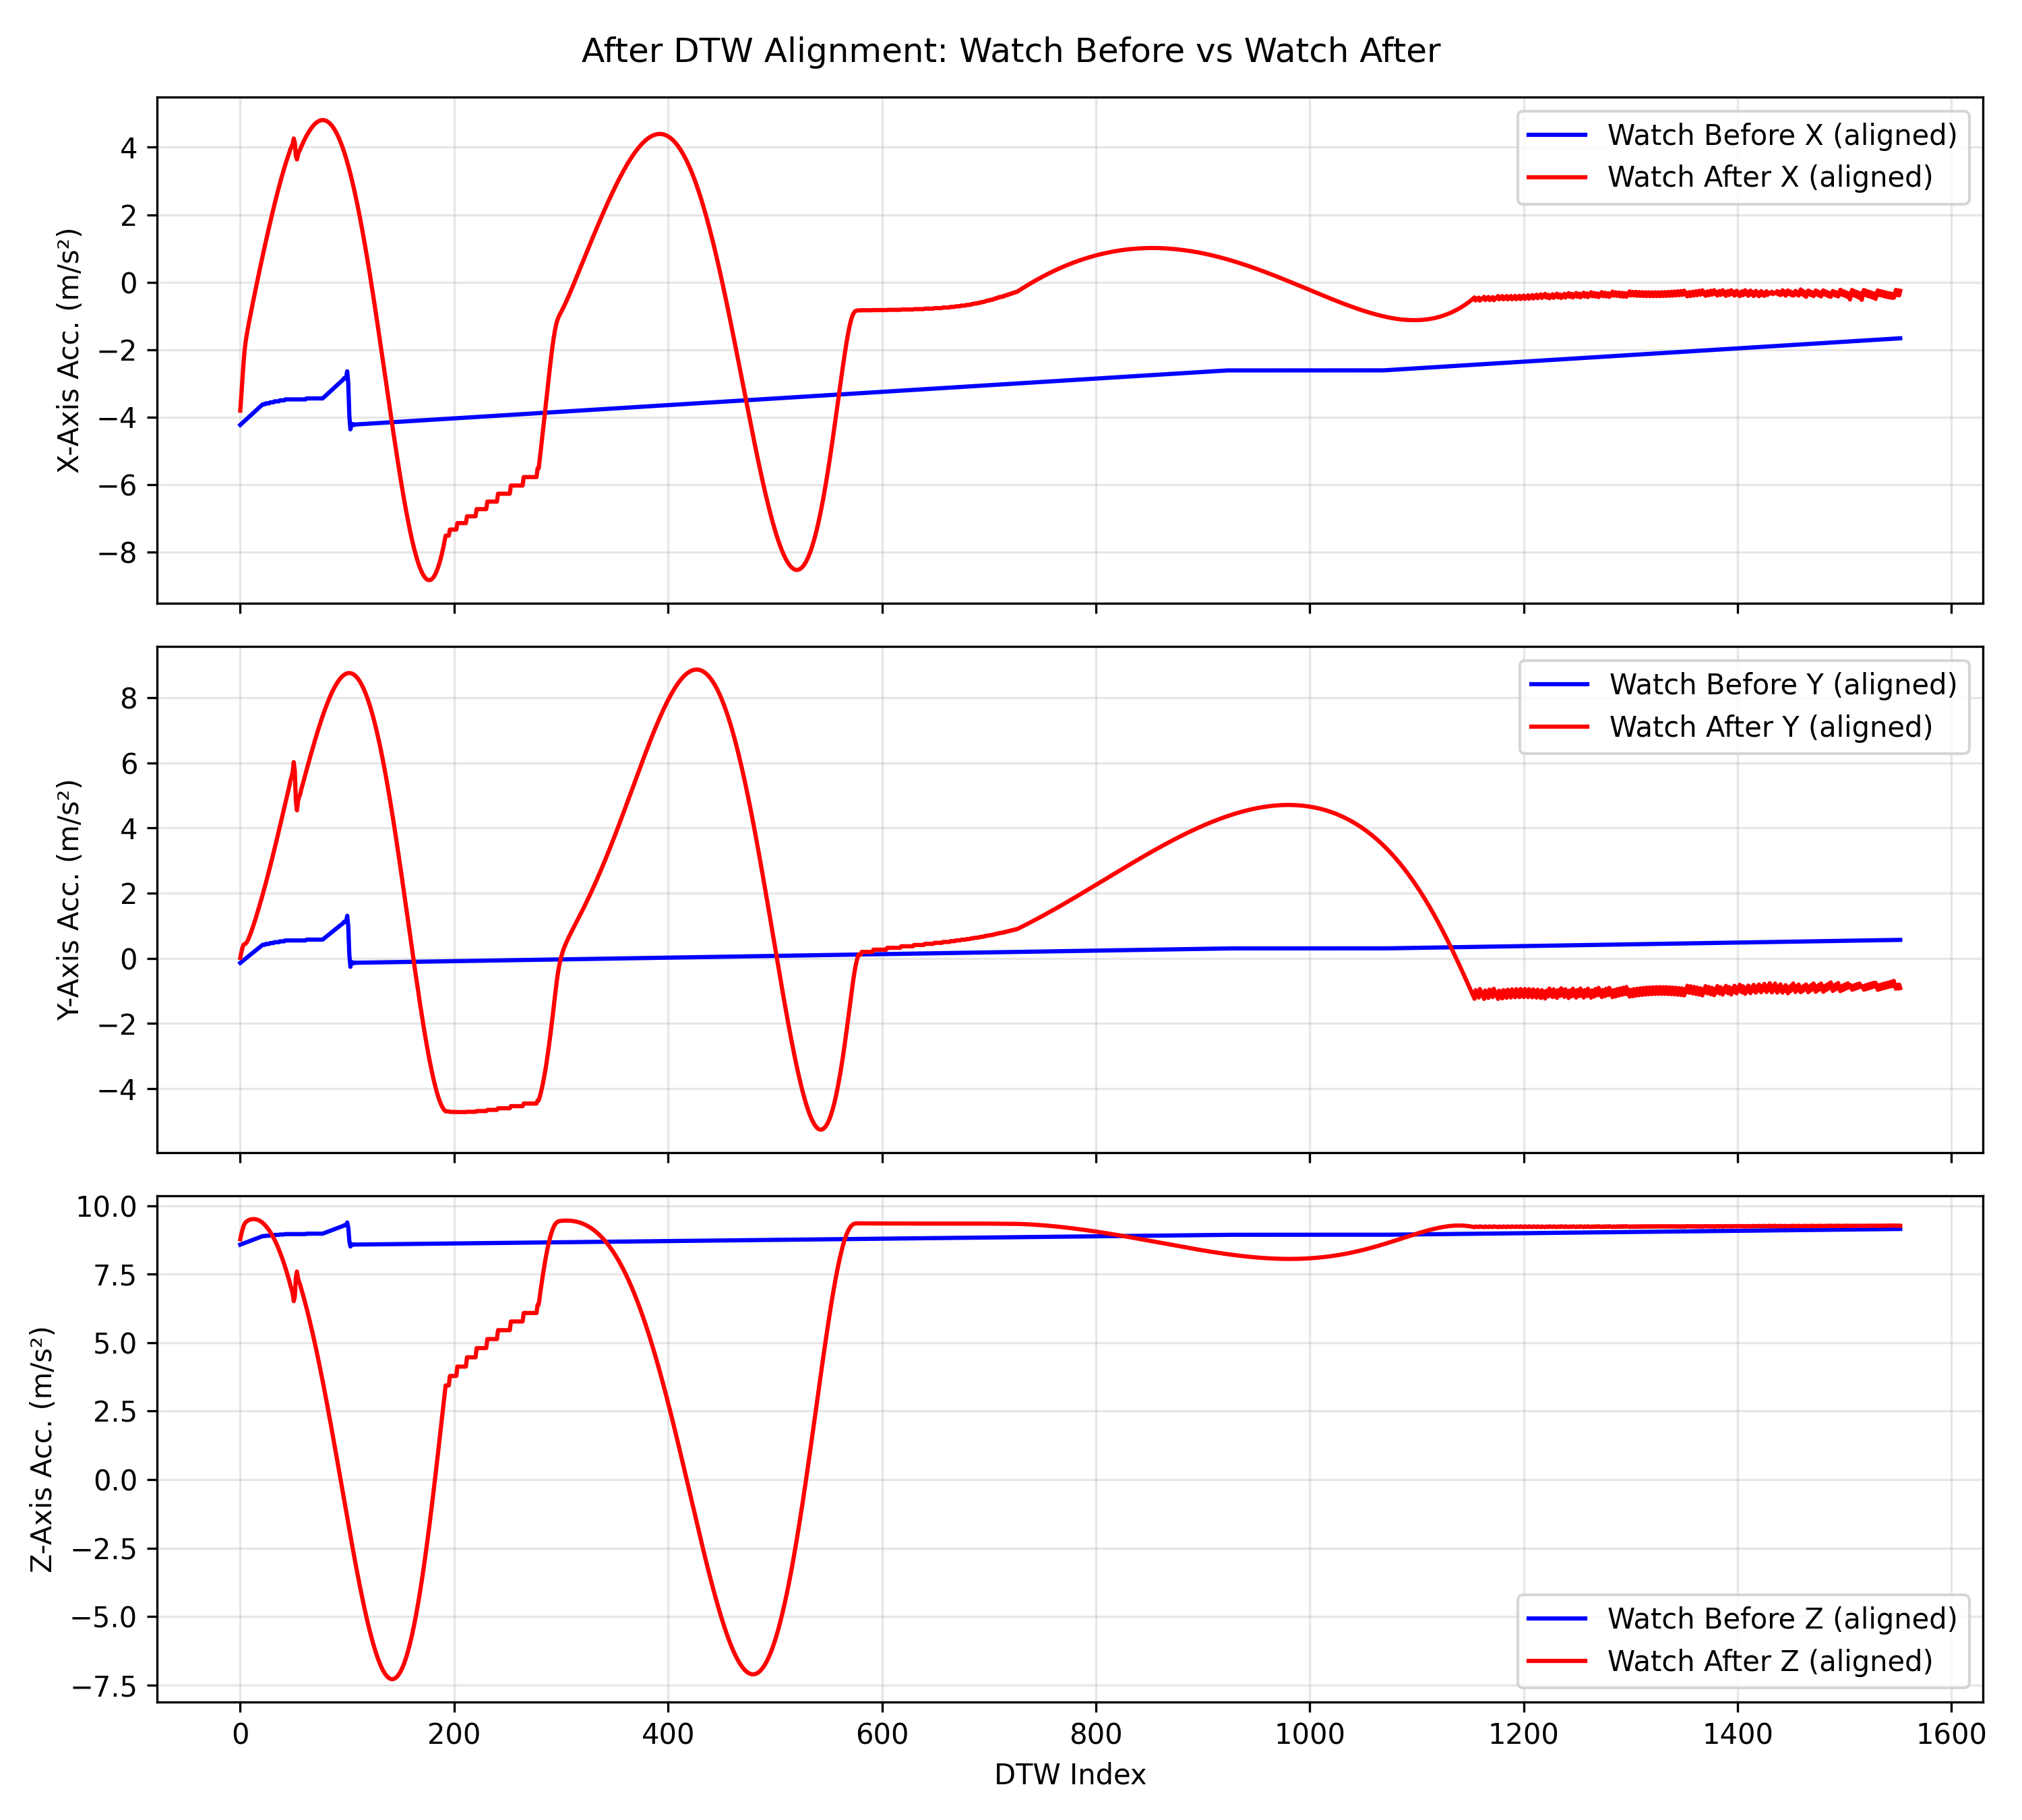 After DTW Alignment: Watch Before vs Watch After
X-Axis Acc. (m/s²)
4
2
0
−2
−4
−6
−8
Watch Before X (aligned)
Watch After X (aligned)
Y-Axis Acc. (m/s²)
8
6
4
2
0
−2
−4
Watch Before Y (aligned)
Watch After Y (aligned)
Z-Axis Acc. (m/s²)
10.0
7.5
5.0
2.5
0.0
−2.5
−5.0
−7.5
Watch Before Z (aligned)
Watch After Z (aligned)
0 200 400 600 800 1000 1200 1400 1600
DTW Index